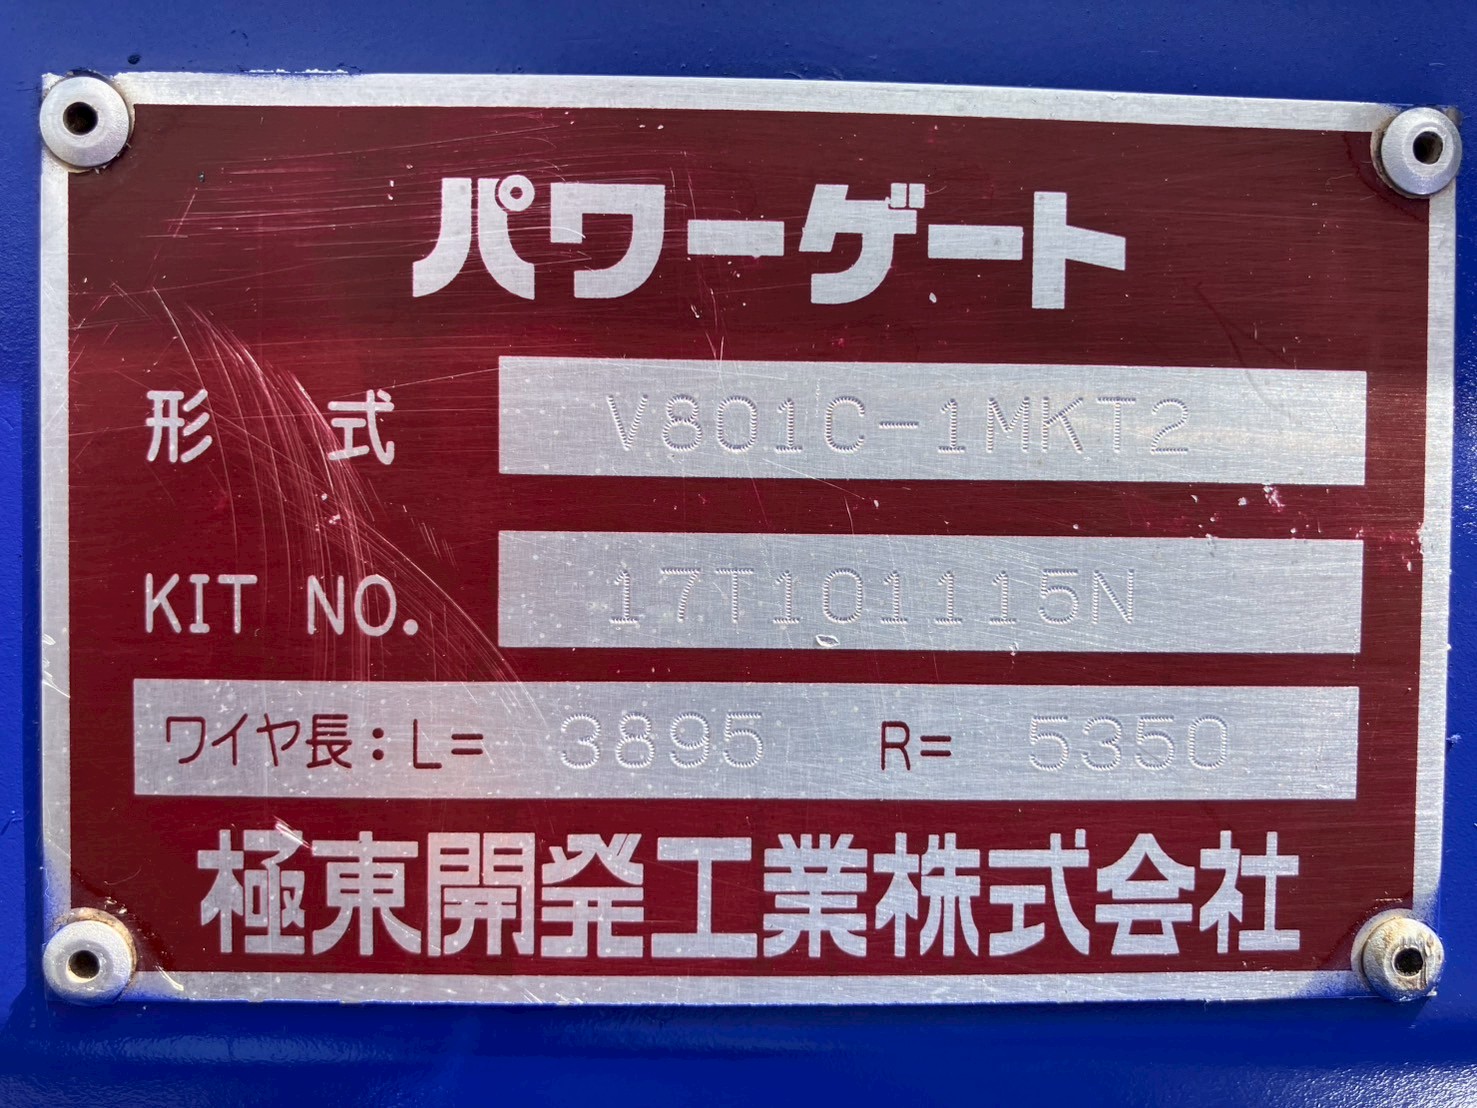 パワーゲート
形式 V801C-1MKT2
KIT NO. 17T101115N
ワイヤ長：L= 3895 R= 5350
極東開発工業株式会社